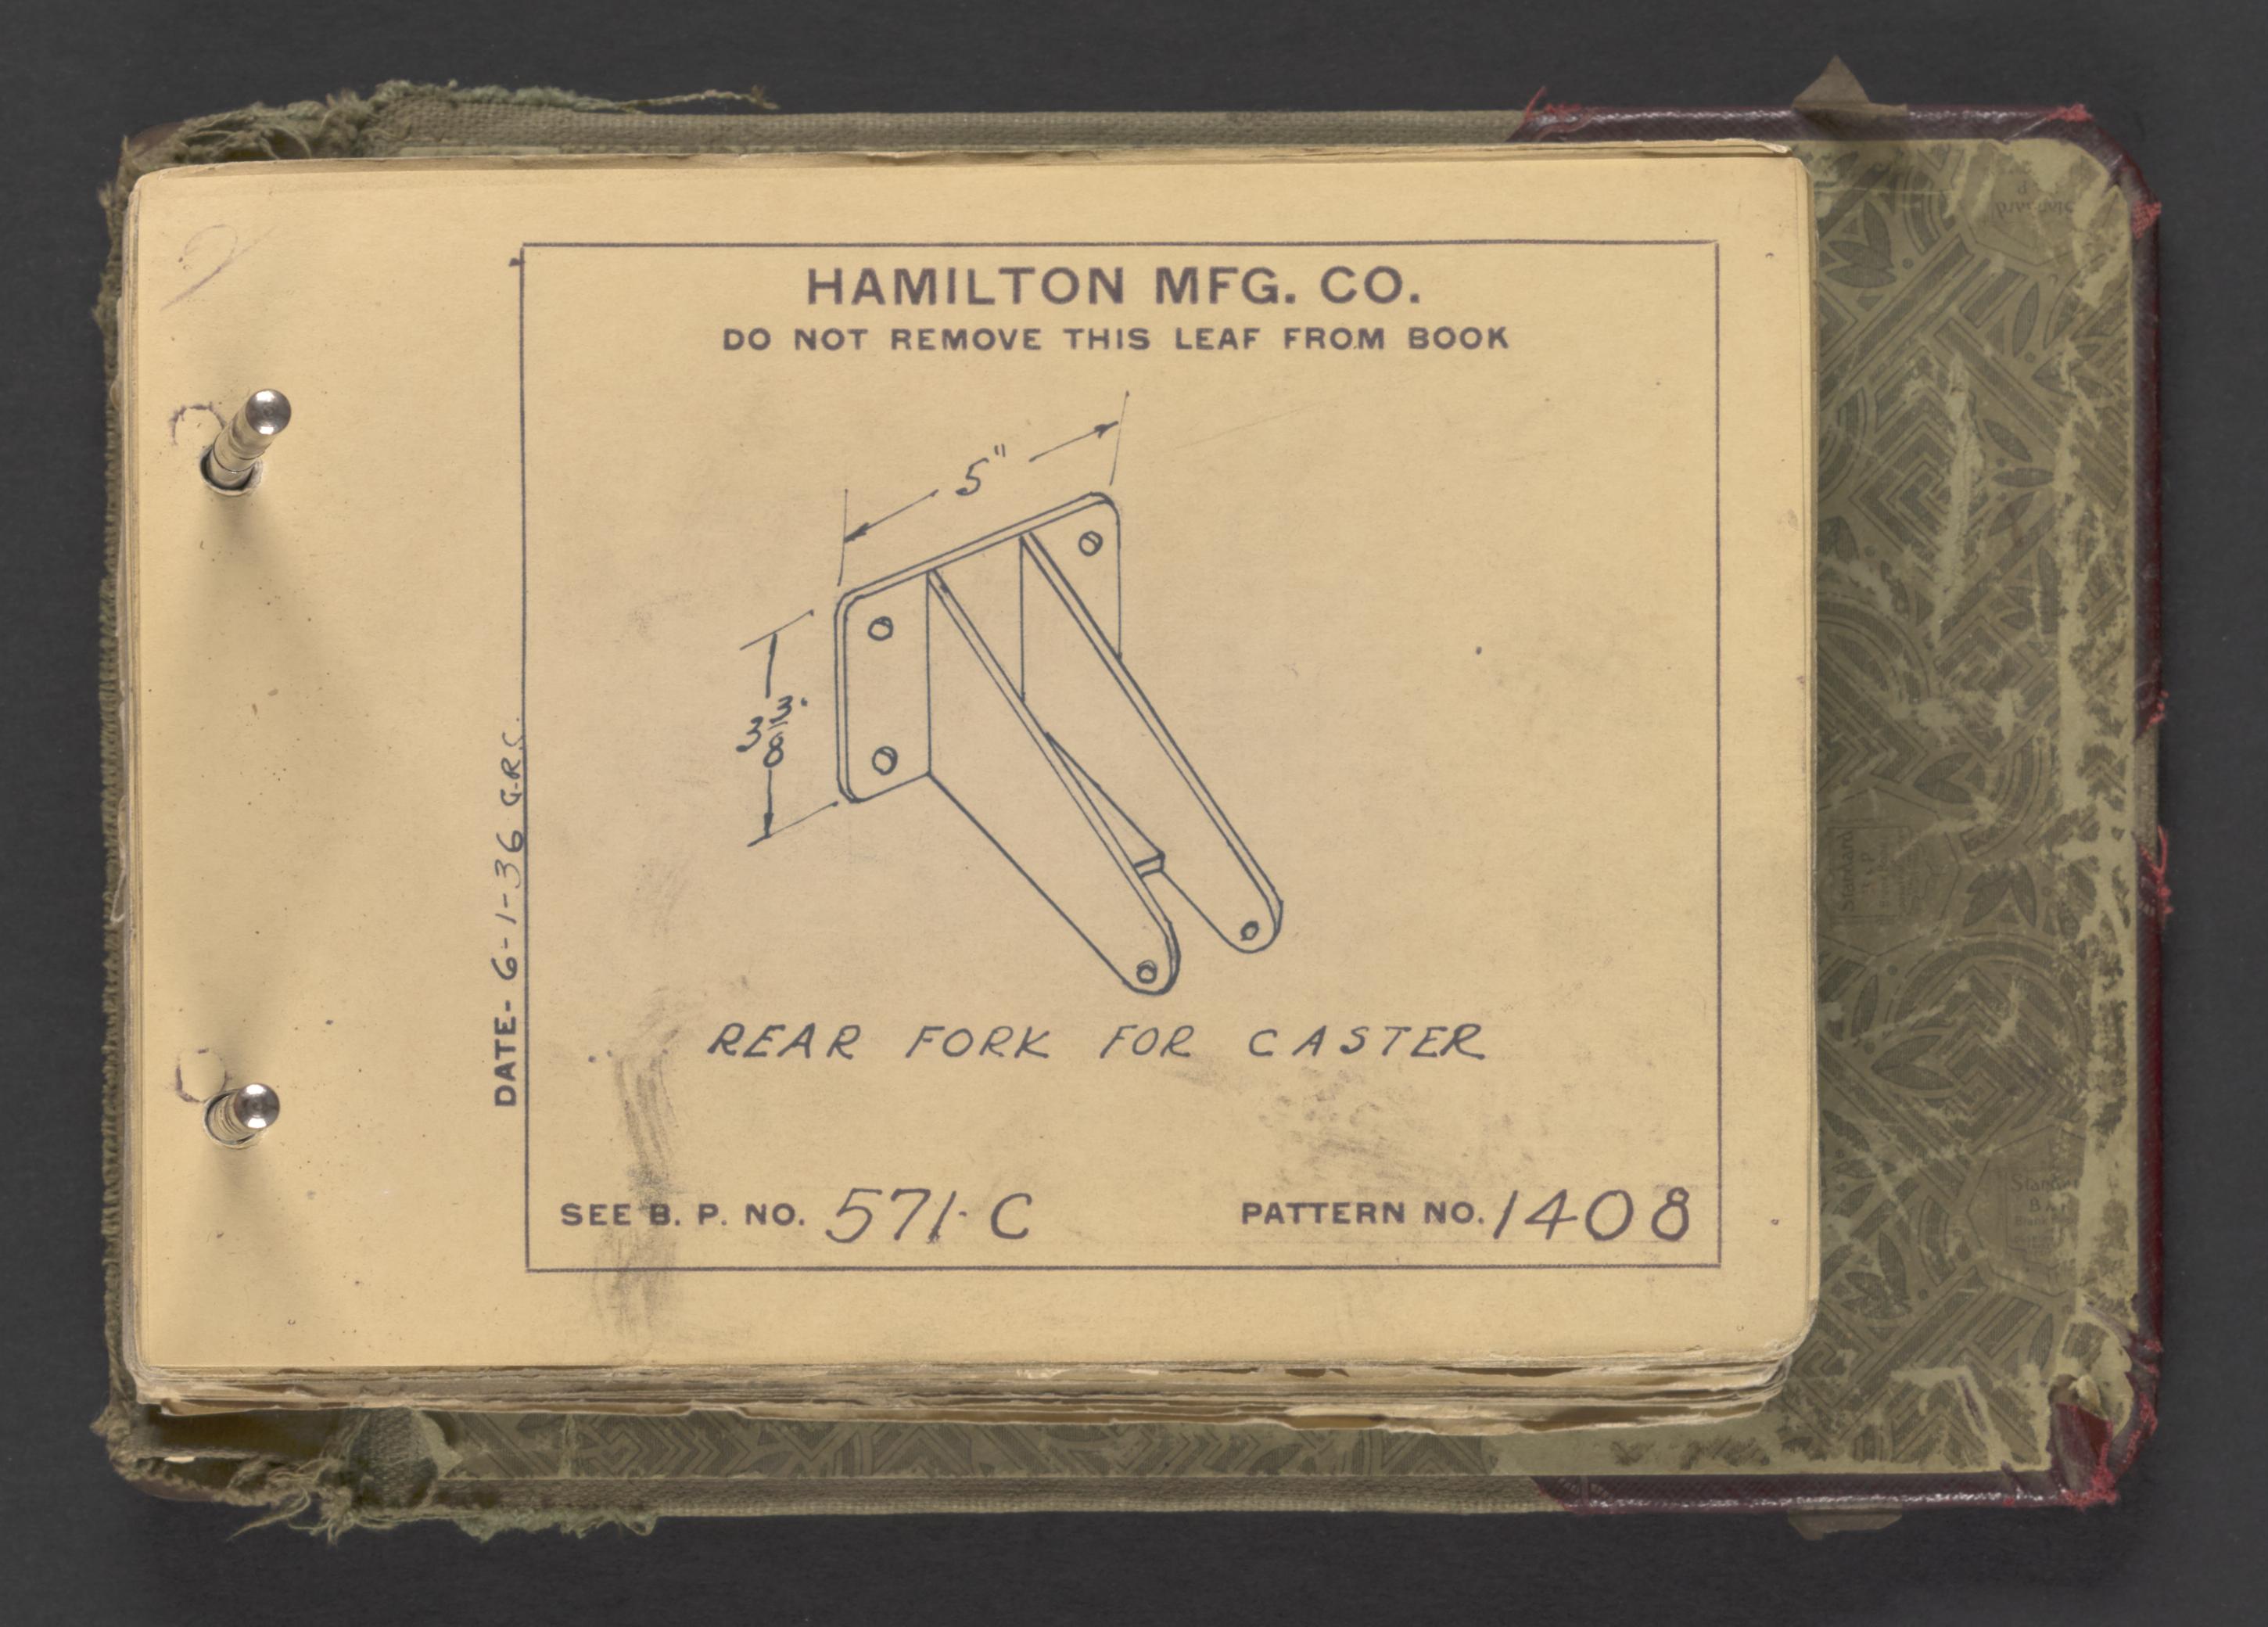 HAMILTON MFG. CO.
DO NOT REMOVE THIS LEAF FROM BOOK
5"
3 3/8"
DATE- 6-1-36 G.R.S.
REAR FORK FOR CASTER
SEE B. P. NO. 571-C
PATTERN NO. 1408
Standard